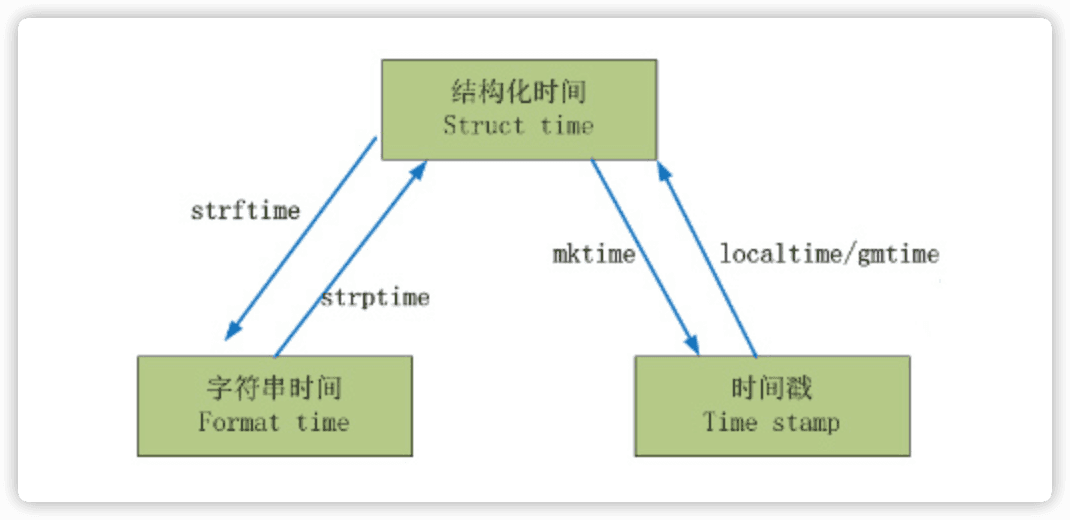 结构化时间
Struct time
strftime
mktime
localtime/gmtime
strptime
字符串时间
Format time
时间戳
Time stamp